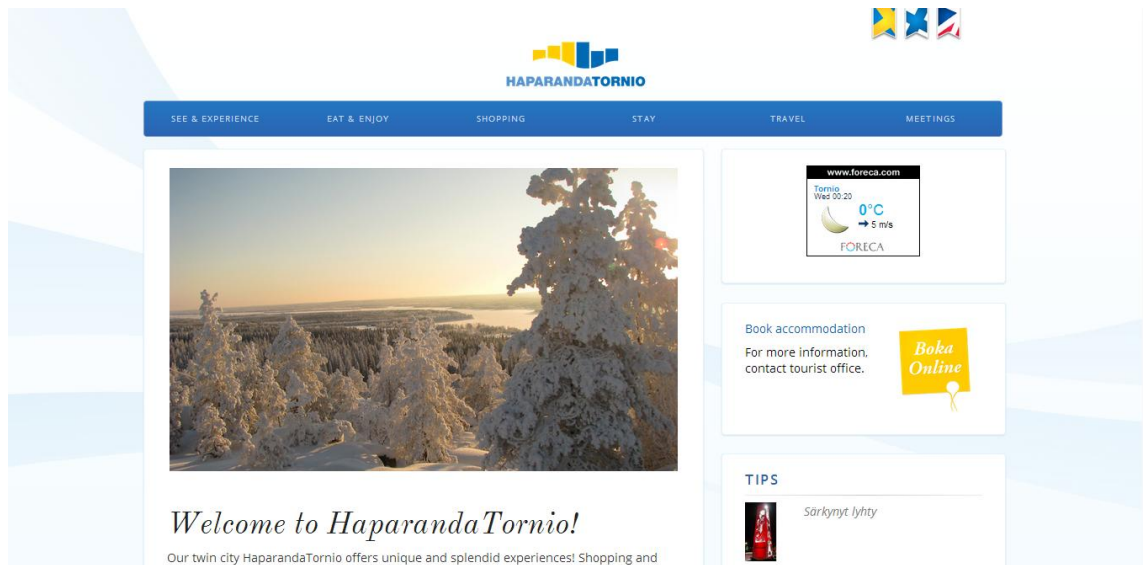 HAPARANDATORNIO
SEE & EXPERIENCE EAT & ENJOY SHOPPING STAY TRAVEL MEETINGS
www.foreca.com
Tornio
Wed 00:20
0°C
5 m/s
FORECA
Book accommodation
For more information,
contact tourist office.
Boka
Online
TIPS
Särkynyt lyhty
Welcome to HaparandaTornio!
Our twin city HaparandaTornio offers unique and splendid experiences! Shopping and